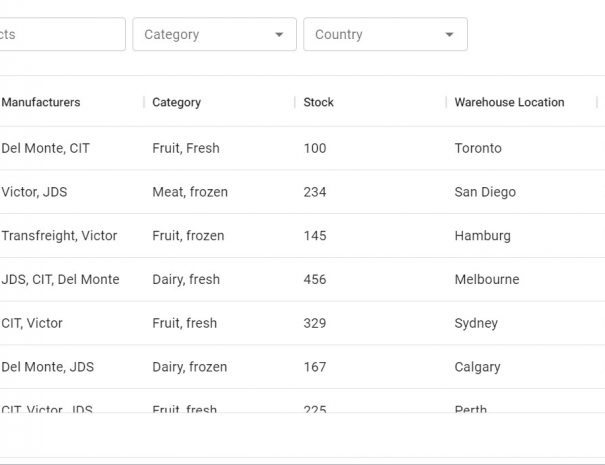 cts Category Country
Manufacturers Category Stock Warehouse Location
Del Monte, CIT Fruit, Fresh 100 Toronto
Victor, JDS Meat, frozen 234 San Diego
Transfreight, Victor Fruit, frozen 145 Hamburg
JDS, CIT, Del Monte Dairy, fresh 456 Melbourne
CIT, Victor Fruit, fresh 329 Sydney
Del Monte, JDS Dairy, frozen 167 Calgary
CIT, Victor, JDS Fruit, fresh 225 Perth